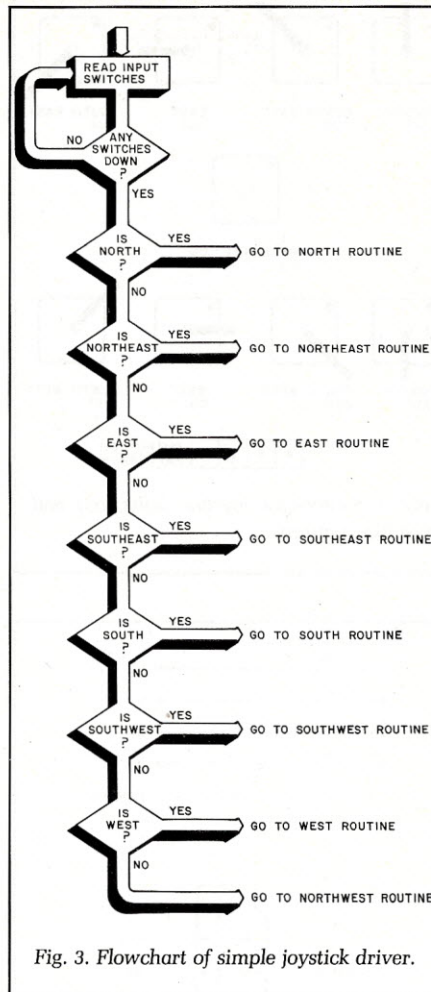 READ INPUT
SWITCHES
NO
ANY
SWITCHES
DOWN
?
YES
IS
NORTH
?
YES
GO TO NORTH ROUTINE
NO
IS
NORTHEAST
?
YES
GO TO NORTHEAST ROUTINE
NO
IS
EAST
?
YES
GO TO EAST ROUTINE
NO
IS
SOUTHEAST
?
YES
GO TO SOUTHEAST ROUTINE
NO
IS
SOUTH
?
YES
GO TO SOUTH ROUTINE
NO
IS
SOUTHWEST
?
YES
GO TO SOUTHWEST ROUTINE
NO
IS
WEST
?
YES
GO TO WEST ROUTINE
NO
GO TO NORTHWEST ROUTINE
Fig. 3. Flowchart of simple joystick driver.